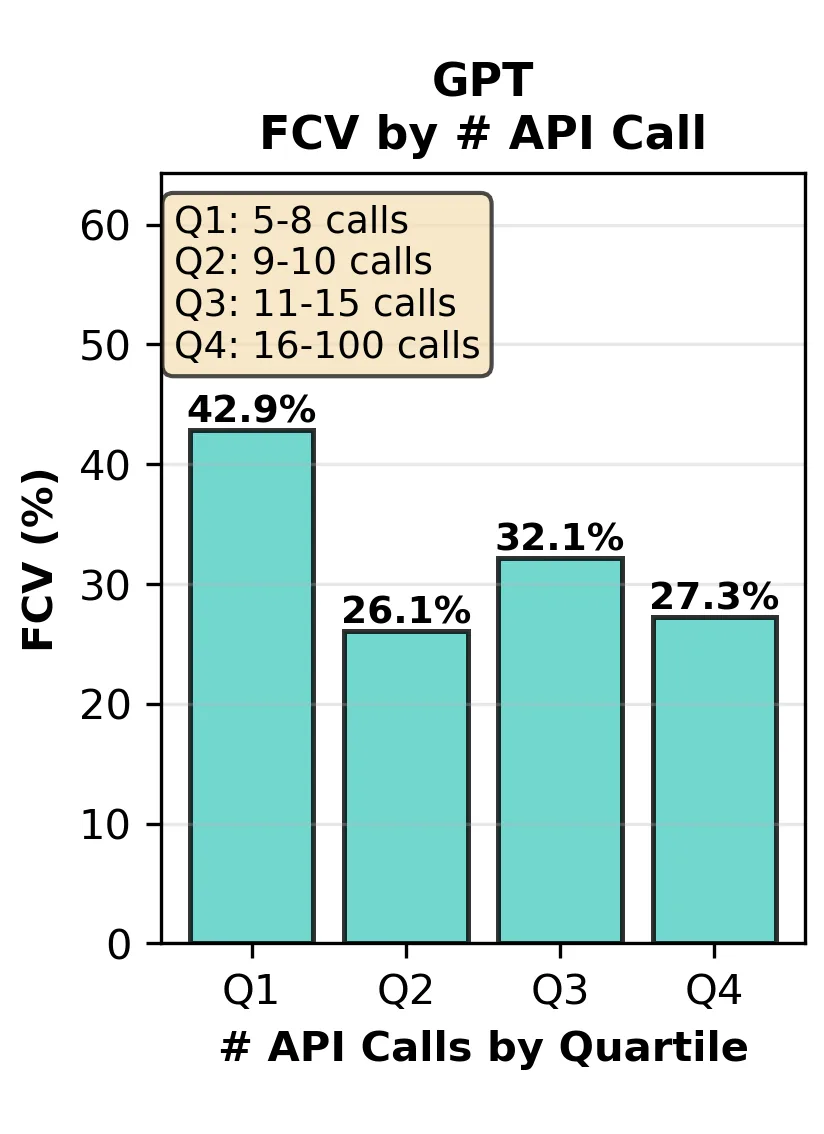 GPT
FCV by # API Call
60
50
40
30
20
10
0
FCV (%)
Q1: 5-8 calls
Q2: 9-10 calls
Q3: 11-15 calls
Q4: 16-100 calls
42.9%
26.1%
32.1%
27.3%
Q1
Q2
Q3
Q4
# API Calls by Quartile